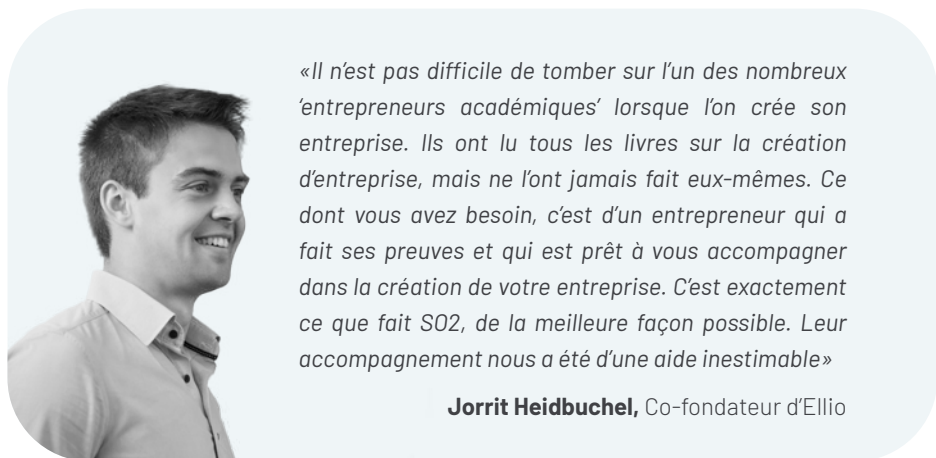 «Il n’est pas difficile de tomber sur l’un des nombreux
‘entrepreneurs académiques’ lorsque l’on crée son
entreprise. Ils ont lu tous les livres sur la création
d’entreprise, mais ne l’ont jamais fait eux-mêmes. Ce
dont vous avez besoin, c’est d’un entrepreneur qui a
fait ses preuves et qui est prêt à vous accompagner
dans la création de votre entreprise. C’est exactement
ce que fait SO2, de la meilleure façon possible. Leur
accompagnement nous a été d’une aide inestimable»
Jorrit Heidbuchel, Co-fondateur d’Ellio